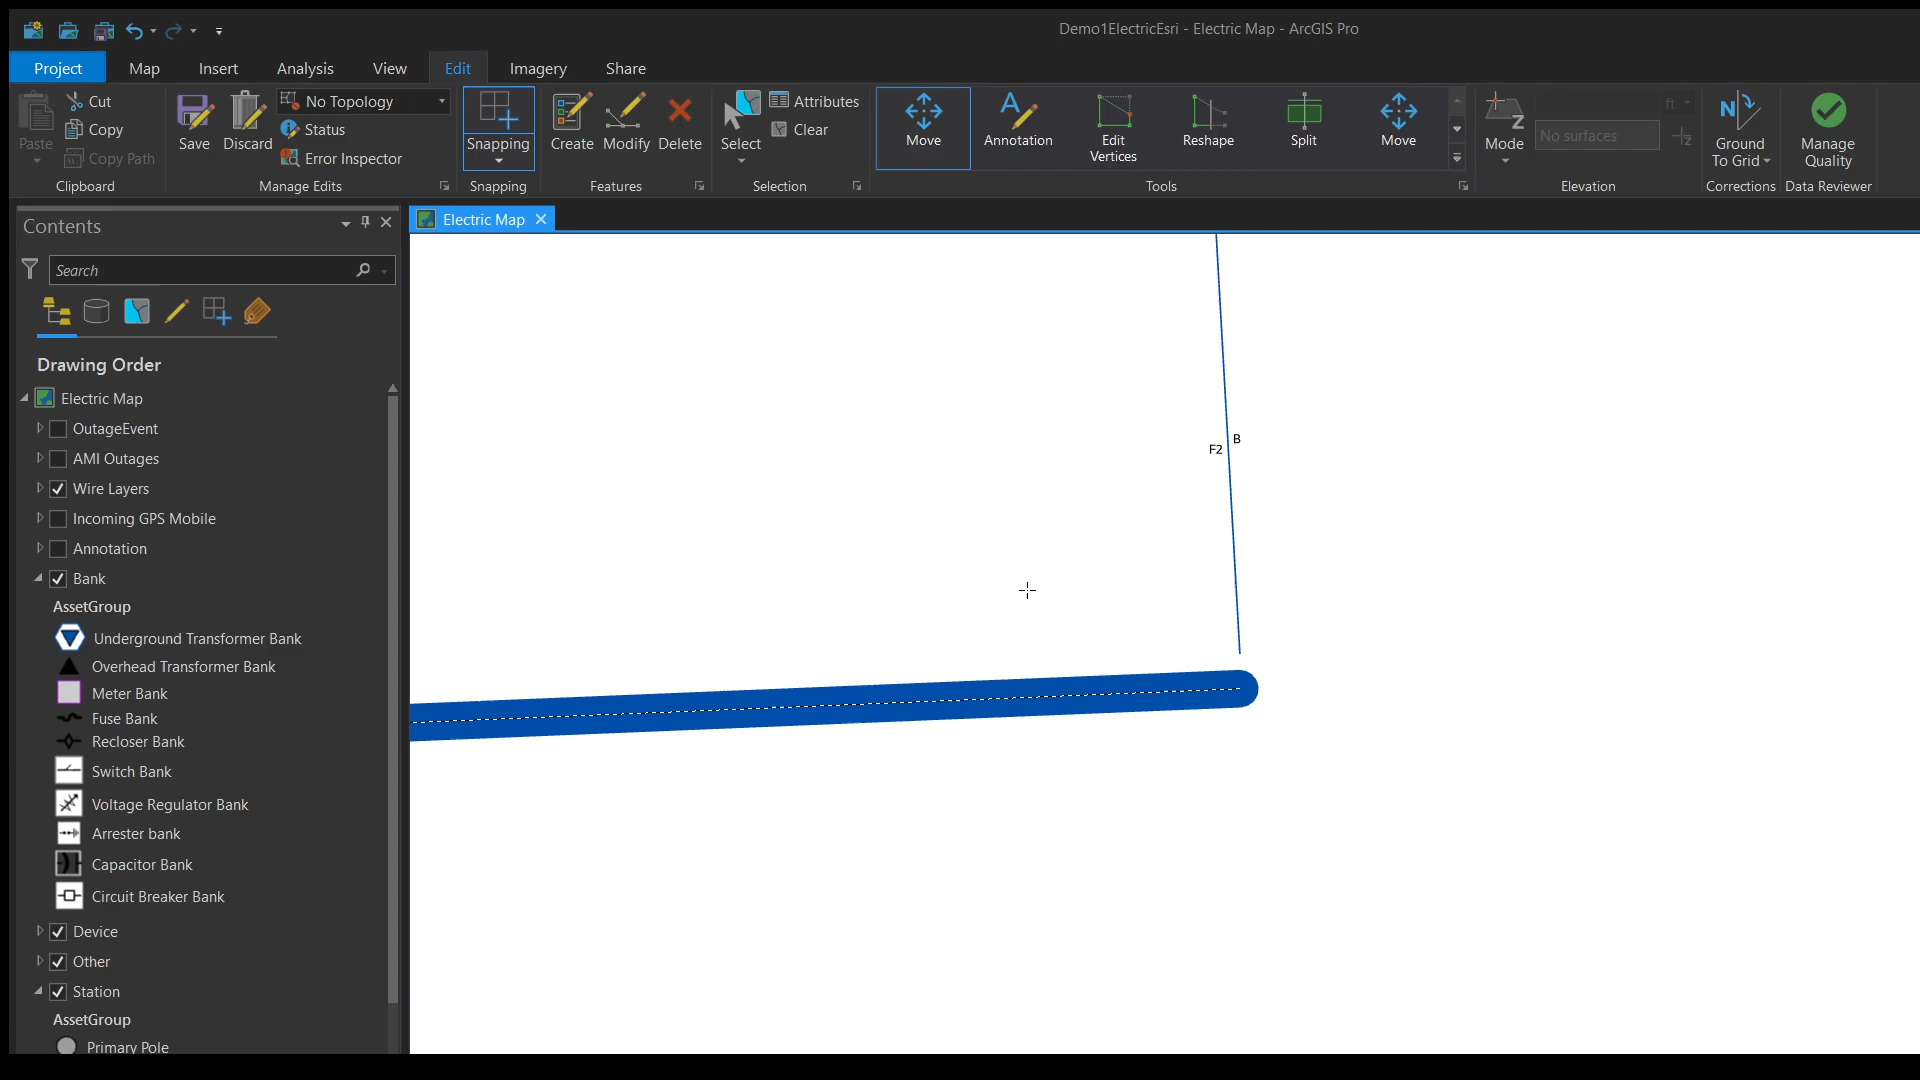 Demo1ElectricEsri - Electric Map - ArcGIS Pro
Project Map Insert Analysis View Edit Imagery Share
Paste
Cut
Copy
Copy Path
Clipboard
Save
Discard
No Topology
Status
Error Inspector
Manage Edits
Snapping
Snapping
Create
Modify
Delete
Features
Select
Attributes
Clear
Selection
Move
Annotation
Edit
Vertices
Reshape
Split
Move
Tools
Mode
ft
No surfaces
Elevation
Ground
To Grid
Corrections
Manage
Quality
Data Reviewer
Contents
Search
Drawing Order
Electric Map
OutageEvent
AMI Outages
Wire Layers
Incoming GPS Mobile
Annotation
Bank
AssetGroup
Underground Transformer Bank
Overhead Transformer Bank
Meter Bank
Fuse Bank
Recloser Bank
Switch Bank
Voltage Regulator Bank
Arrester bank
Capacitor Bank
Circuit Breaker Bank
Device
Other
Station
AssetGroup
Primary Pole
Electric Map
F2 B